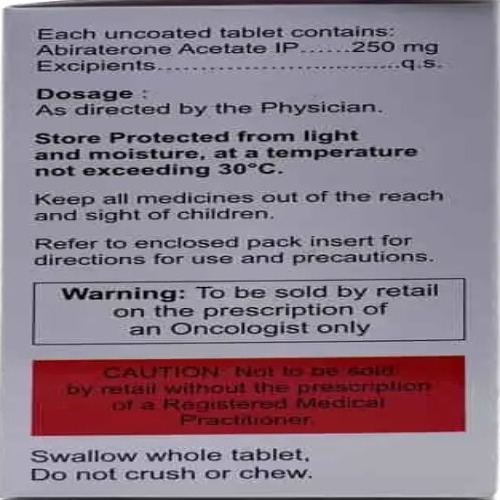 Each uncoated tablet contains:
Abiraterone Acetate IP......250 mg
Excipients..............................q.s.
Dosage :
As directed by the Physician.
Store Protected from light
and moisture, at a temperature
not exceeding 30°C.
Keep all medicines out of the reach
and sight of children.
Refer to enclosed pack insert for
directions for use and precautions.
Warning: To be sold by retail
on the prescription of
an Oncologist only
CAUTION: Not to be sold
by retail without the prescription
of a Registered Medical
Practitioner.
Swallow whole tablet,
Do not crush or chew.